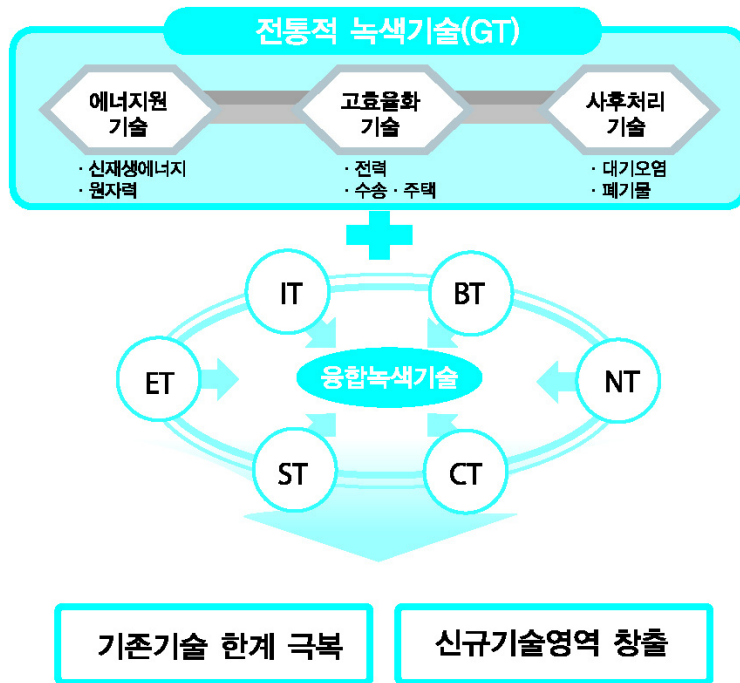 전통적 녹색기술(GT)
에너지원
기술
· 신재생에너지
· 원자력
고효율화
기술
· 전력
· 수송 · 주택
사후처리
기술
· 대기오염
· 폐기물
IT
BT
ET
융합녹색기술
NT
ST
CT
기존기술 한계 극복
신규기술영역 창출